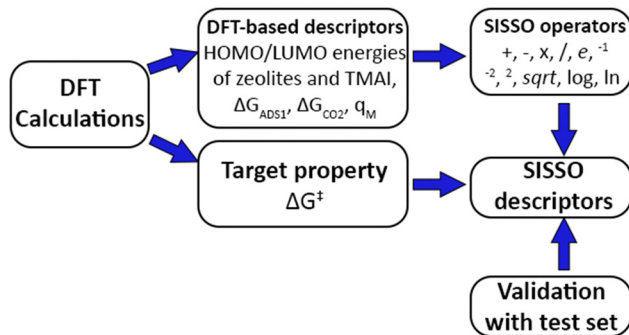 DFT
Calculations
DFT-based descriptors
HOMO/LUMO energies
of zeolites and TMAI,
ΔG_ADS1, ΔG_CO2, q_M
Target property
ΔG‡
SISSO operators
+, -, x, /, e, ⁻¹
⁻², ², sqrt, log, ln
SISSO
descriptors
Validation
with test set